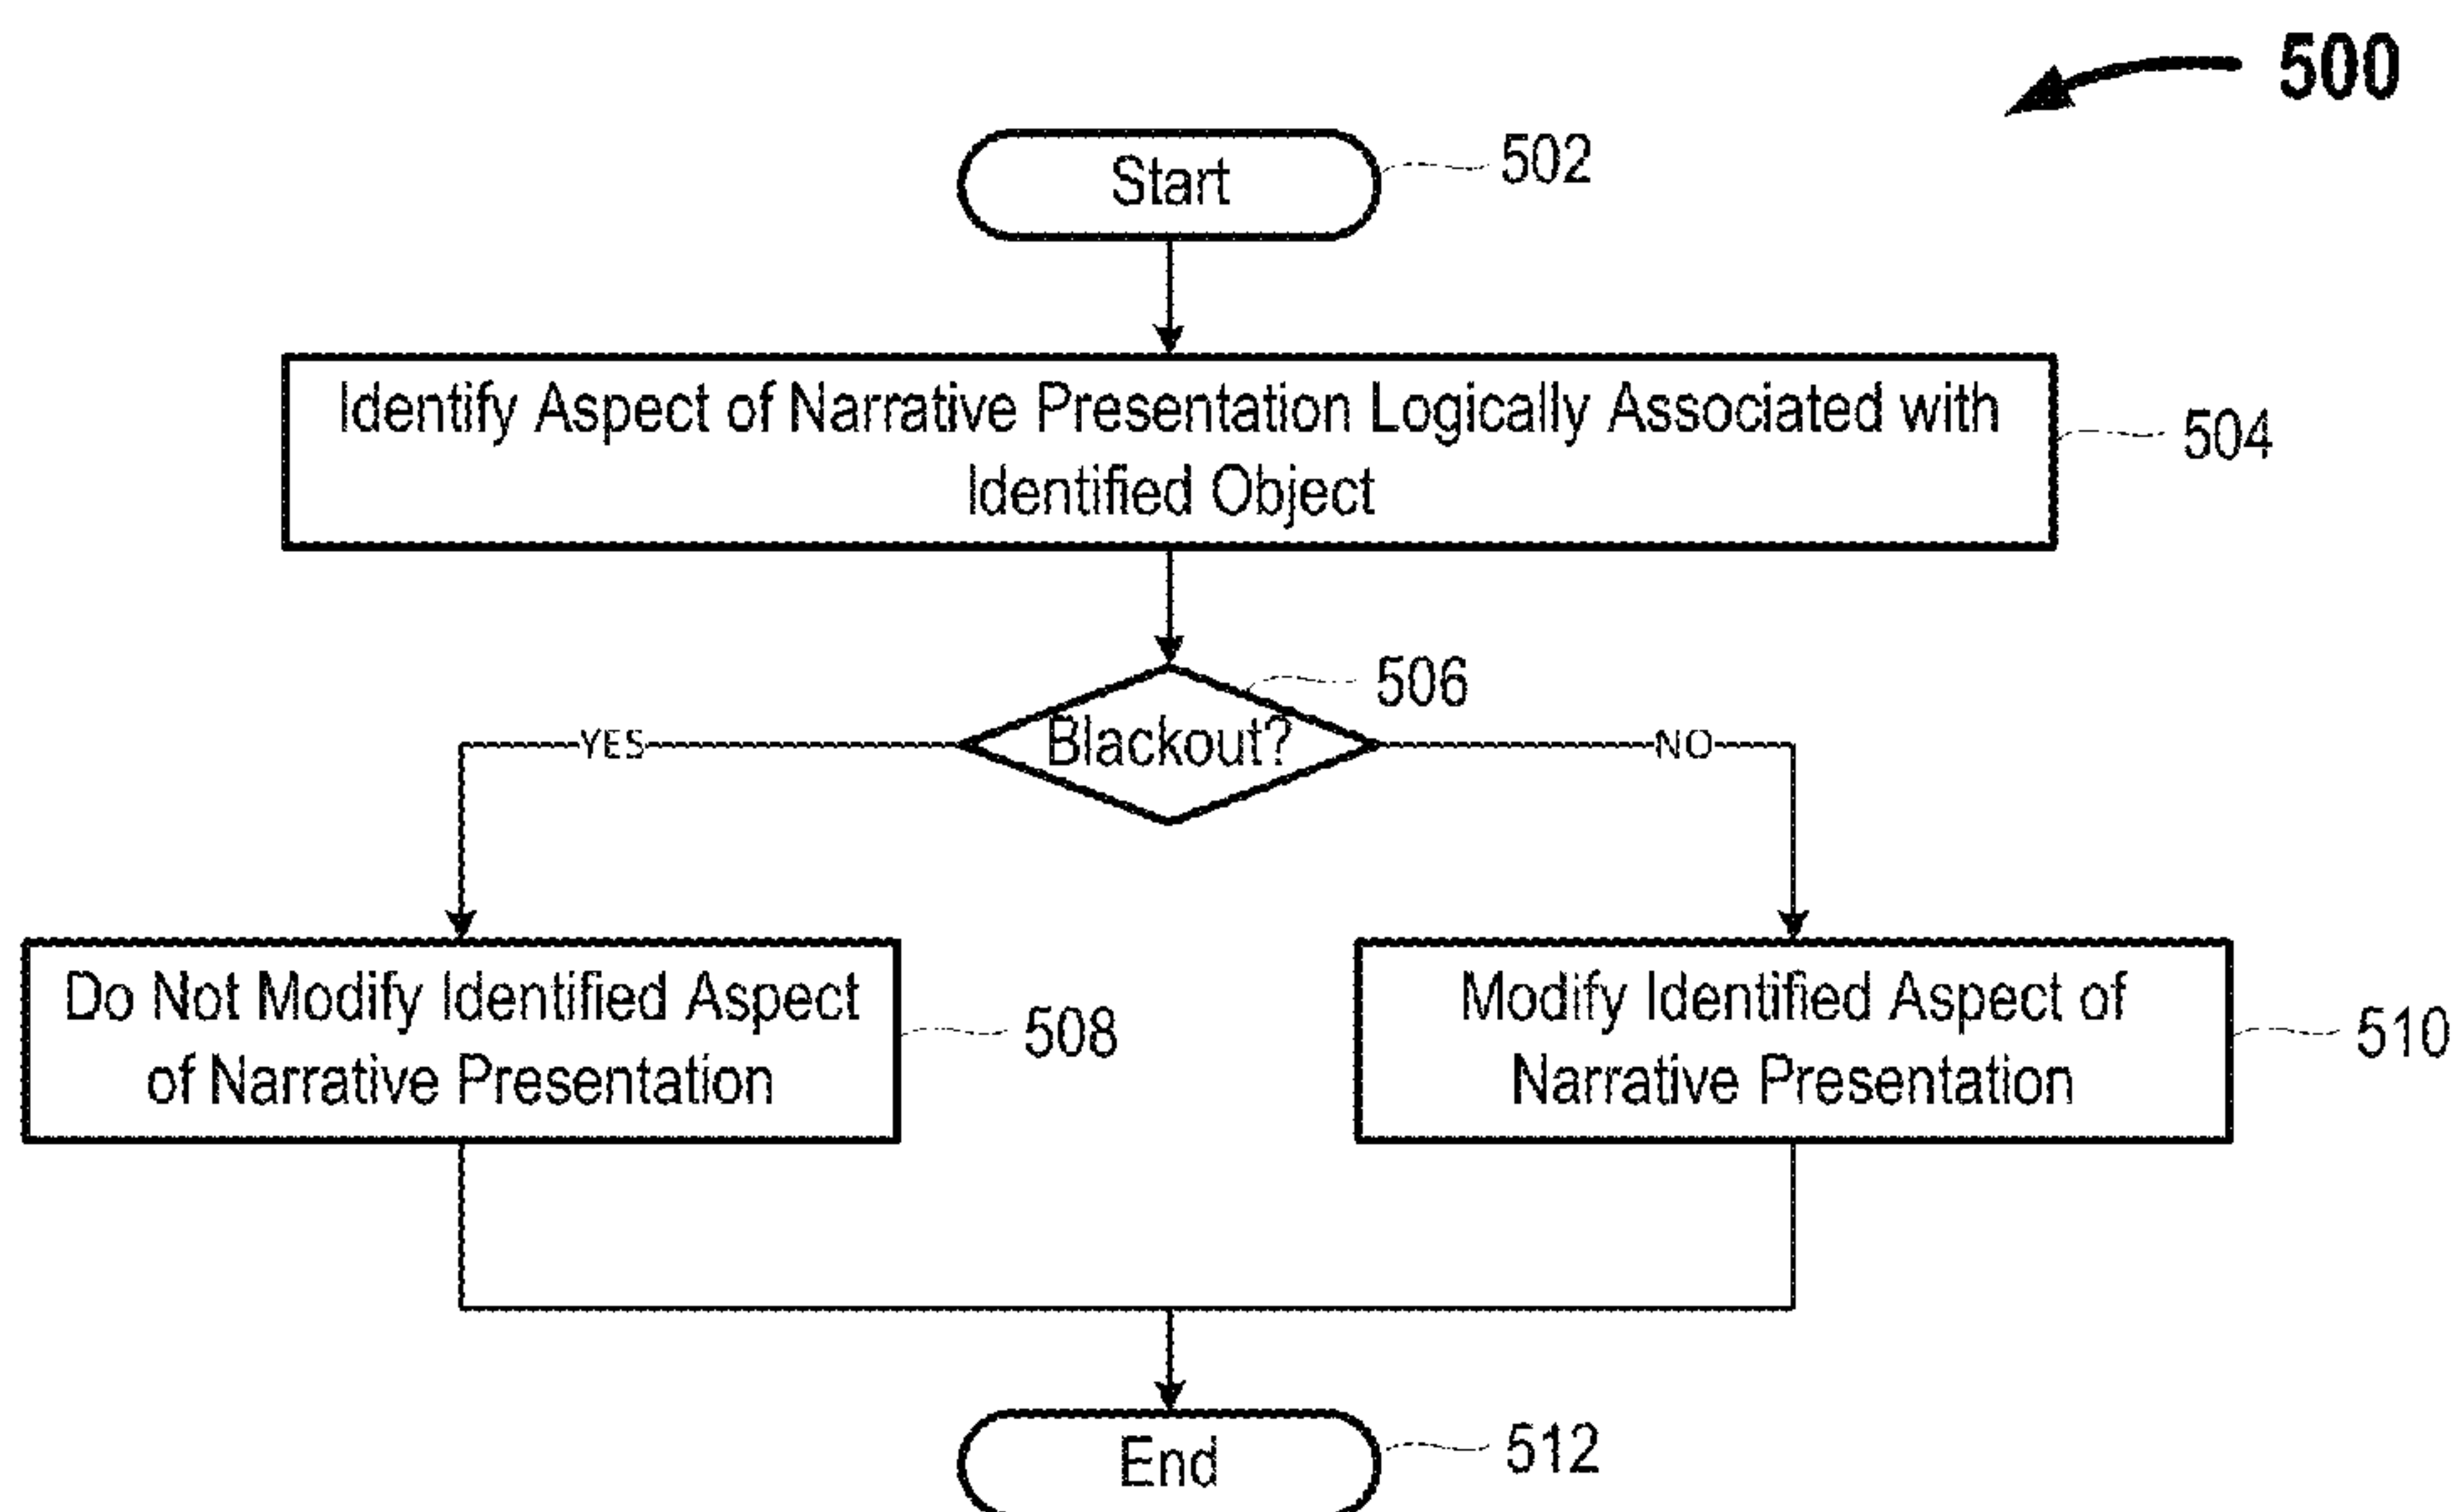 500
Start
502
Identify Aspect of Narrative Presentation Logically Associated with
Identified Object
504
506
Blackout?
YES
NO
Do Not Modify Identified Aspect
of Narrative Presentation
508
Modify Identified Aspect of
Narrative Presentation
510
End
512